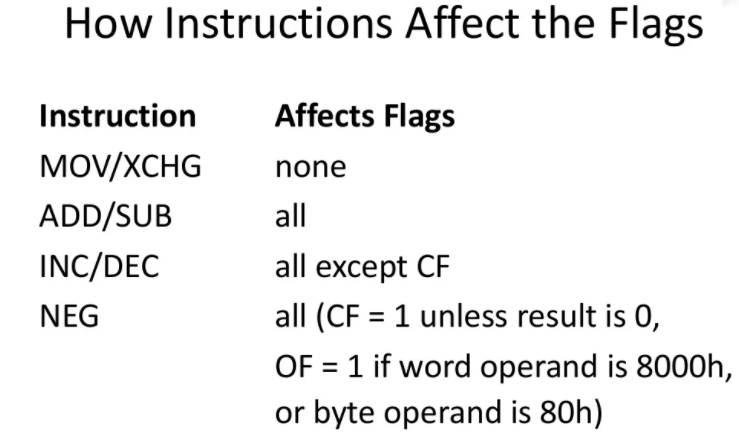 How Instructions Affect the Flags
Instruction Affects Flags
MOV/XCHG none
ADD/SUB all
INC/DEC all except CF
NEG all (CF = 1 unless result is 0,
OF = 1 if word operand is 8000h,
or byte operand is 80h)